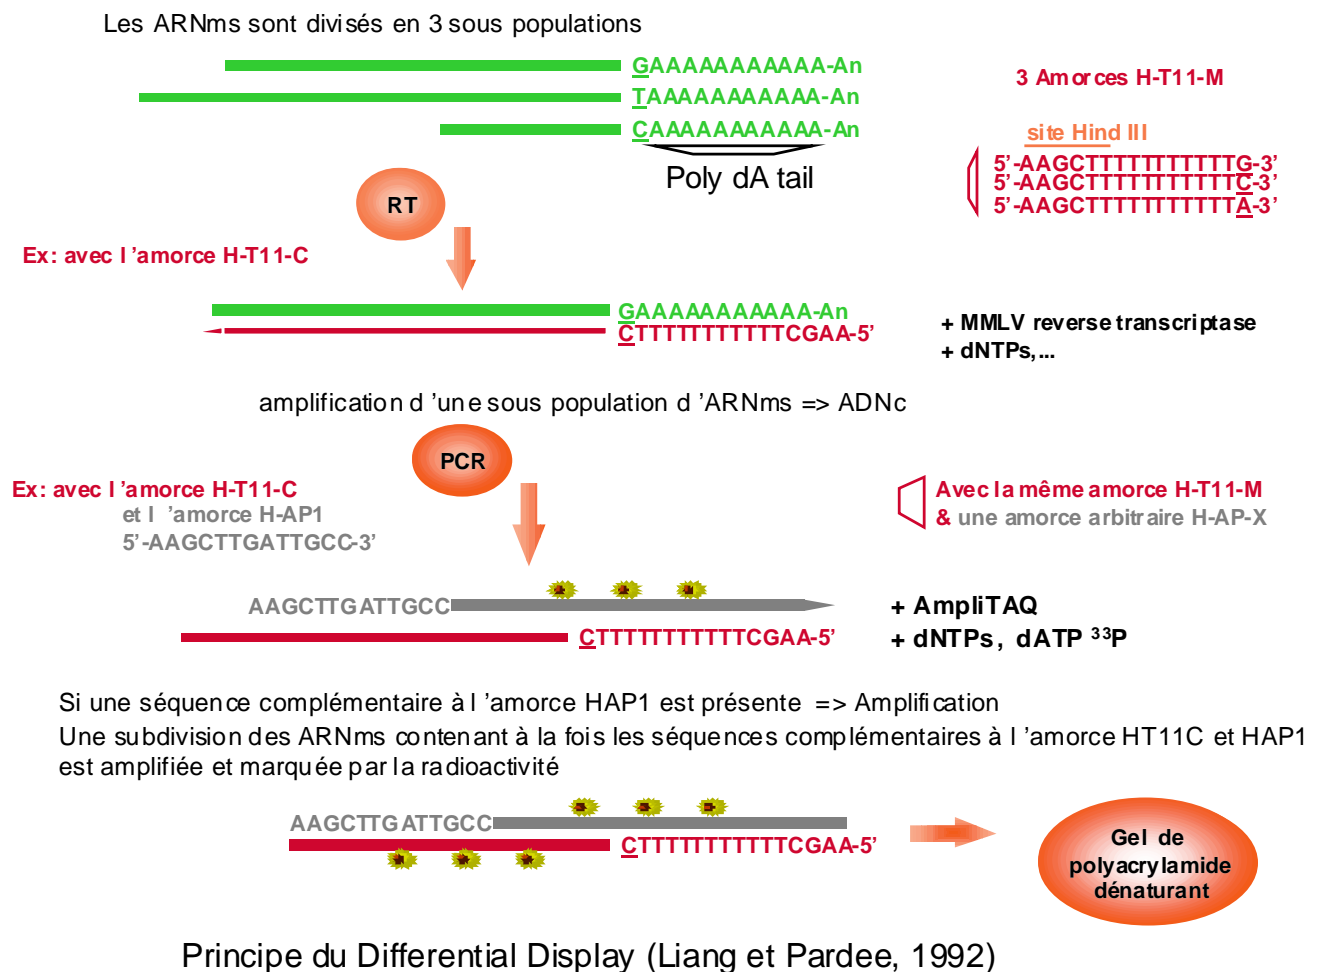 Les ARNms sont divisés en 3 sous populations
GAAAAAAAAAAA-An
TAAAAAAAAAAA-An
CAAAAAAAAAAA-An
Poly dA tail
3 Amorces H-T11-M
site Hind III
5’-AAGCTTTTTTTTTTTG-3’
5’-AAGCTTTTTTTTTTTC-3’
5’-AAGCTTTTTTTTTTTA-3’
RT
Ex: avec l ’amorce H-T11-C
GAAAAAAAAAAA-An
CTTTTTTTTTTTCGAA-5’
+ MMLV reverse transcriptase
+ dNTPs,...
amplification d ’une sous population d ’ARNms => ADNc
PCR
Ex: avec l ’amorce H-T11-C
et l ’amorce H-AP1
5’-AAGCTTGATTGCC-3’
Avec la même amorce H-T11-M
& une amorce arbitraire H-AP-X
AAGCTTGATTGCC
CTTTTTTTTTTTCGAA-5’
+ AmpliTAQ
+ dNTPs, dATP ³³P
Si une séquence complémentaire à l ’amorce HAP1 est présente => Amplification
Une subdivision des ARNms contenant à la fois les séquences complémentaires à l ’amorce HT11C et HAP1
est amplifiée et marquée par la radioactivité
AAGCTTGATTGCC
CTTTTTTTTTTTCGAA-5’
Gel de
polyacrylamide
dénaturant
Principe du Differential Display (Liang et Pardee, 1992)